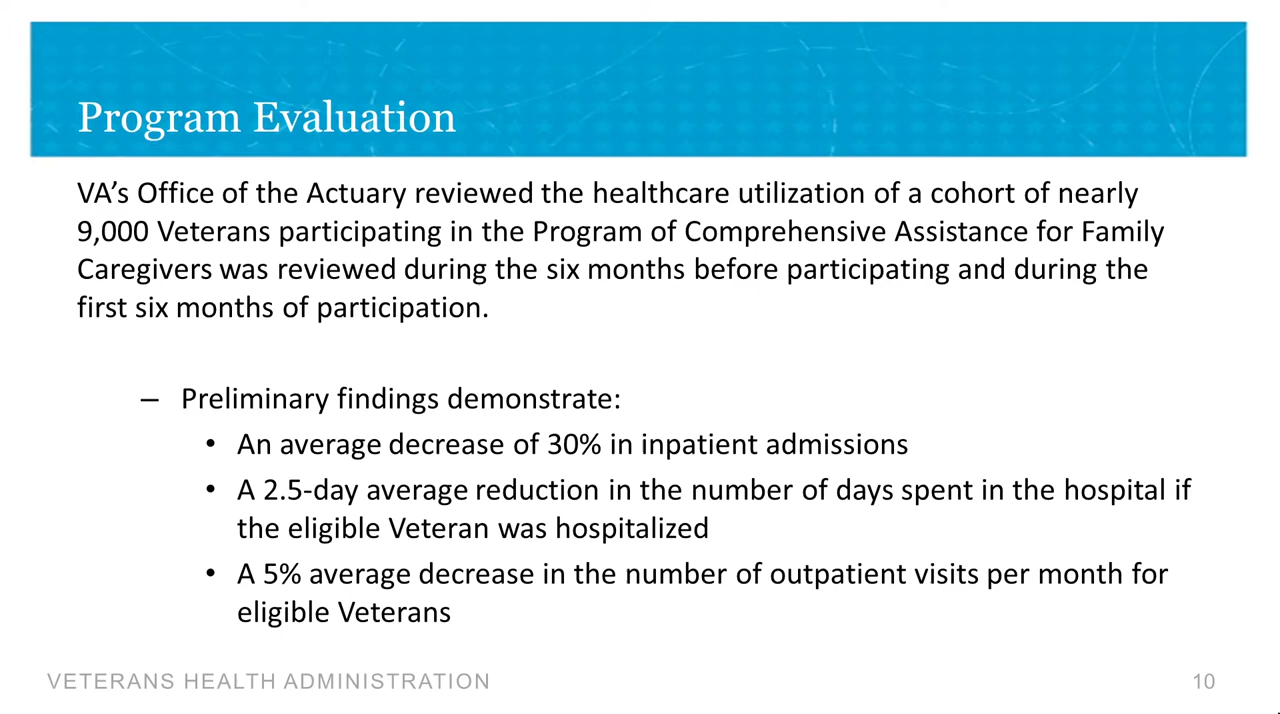 Program Evaluation
VA’s Office of the Actuary reviewed the healthcare utilization of a cohort of nearly
9,000 Veterans participating in the Program of Comprehensive Assistance for Family
Caregivers was reviewed during the six months before participating and during the
first six months of participation.
– Preliminary findings demonstrate:
• An average decrease of 30% in inpatient admissions
• A 2.5-day average reduction in the number of days spent in the hospital if
the eligible Veteran was hospitalized
• A 5% average decrease in the number of outpatient visits per month for
eligible Veterans
VETERANS HEALTH ADMINISTRATION
10